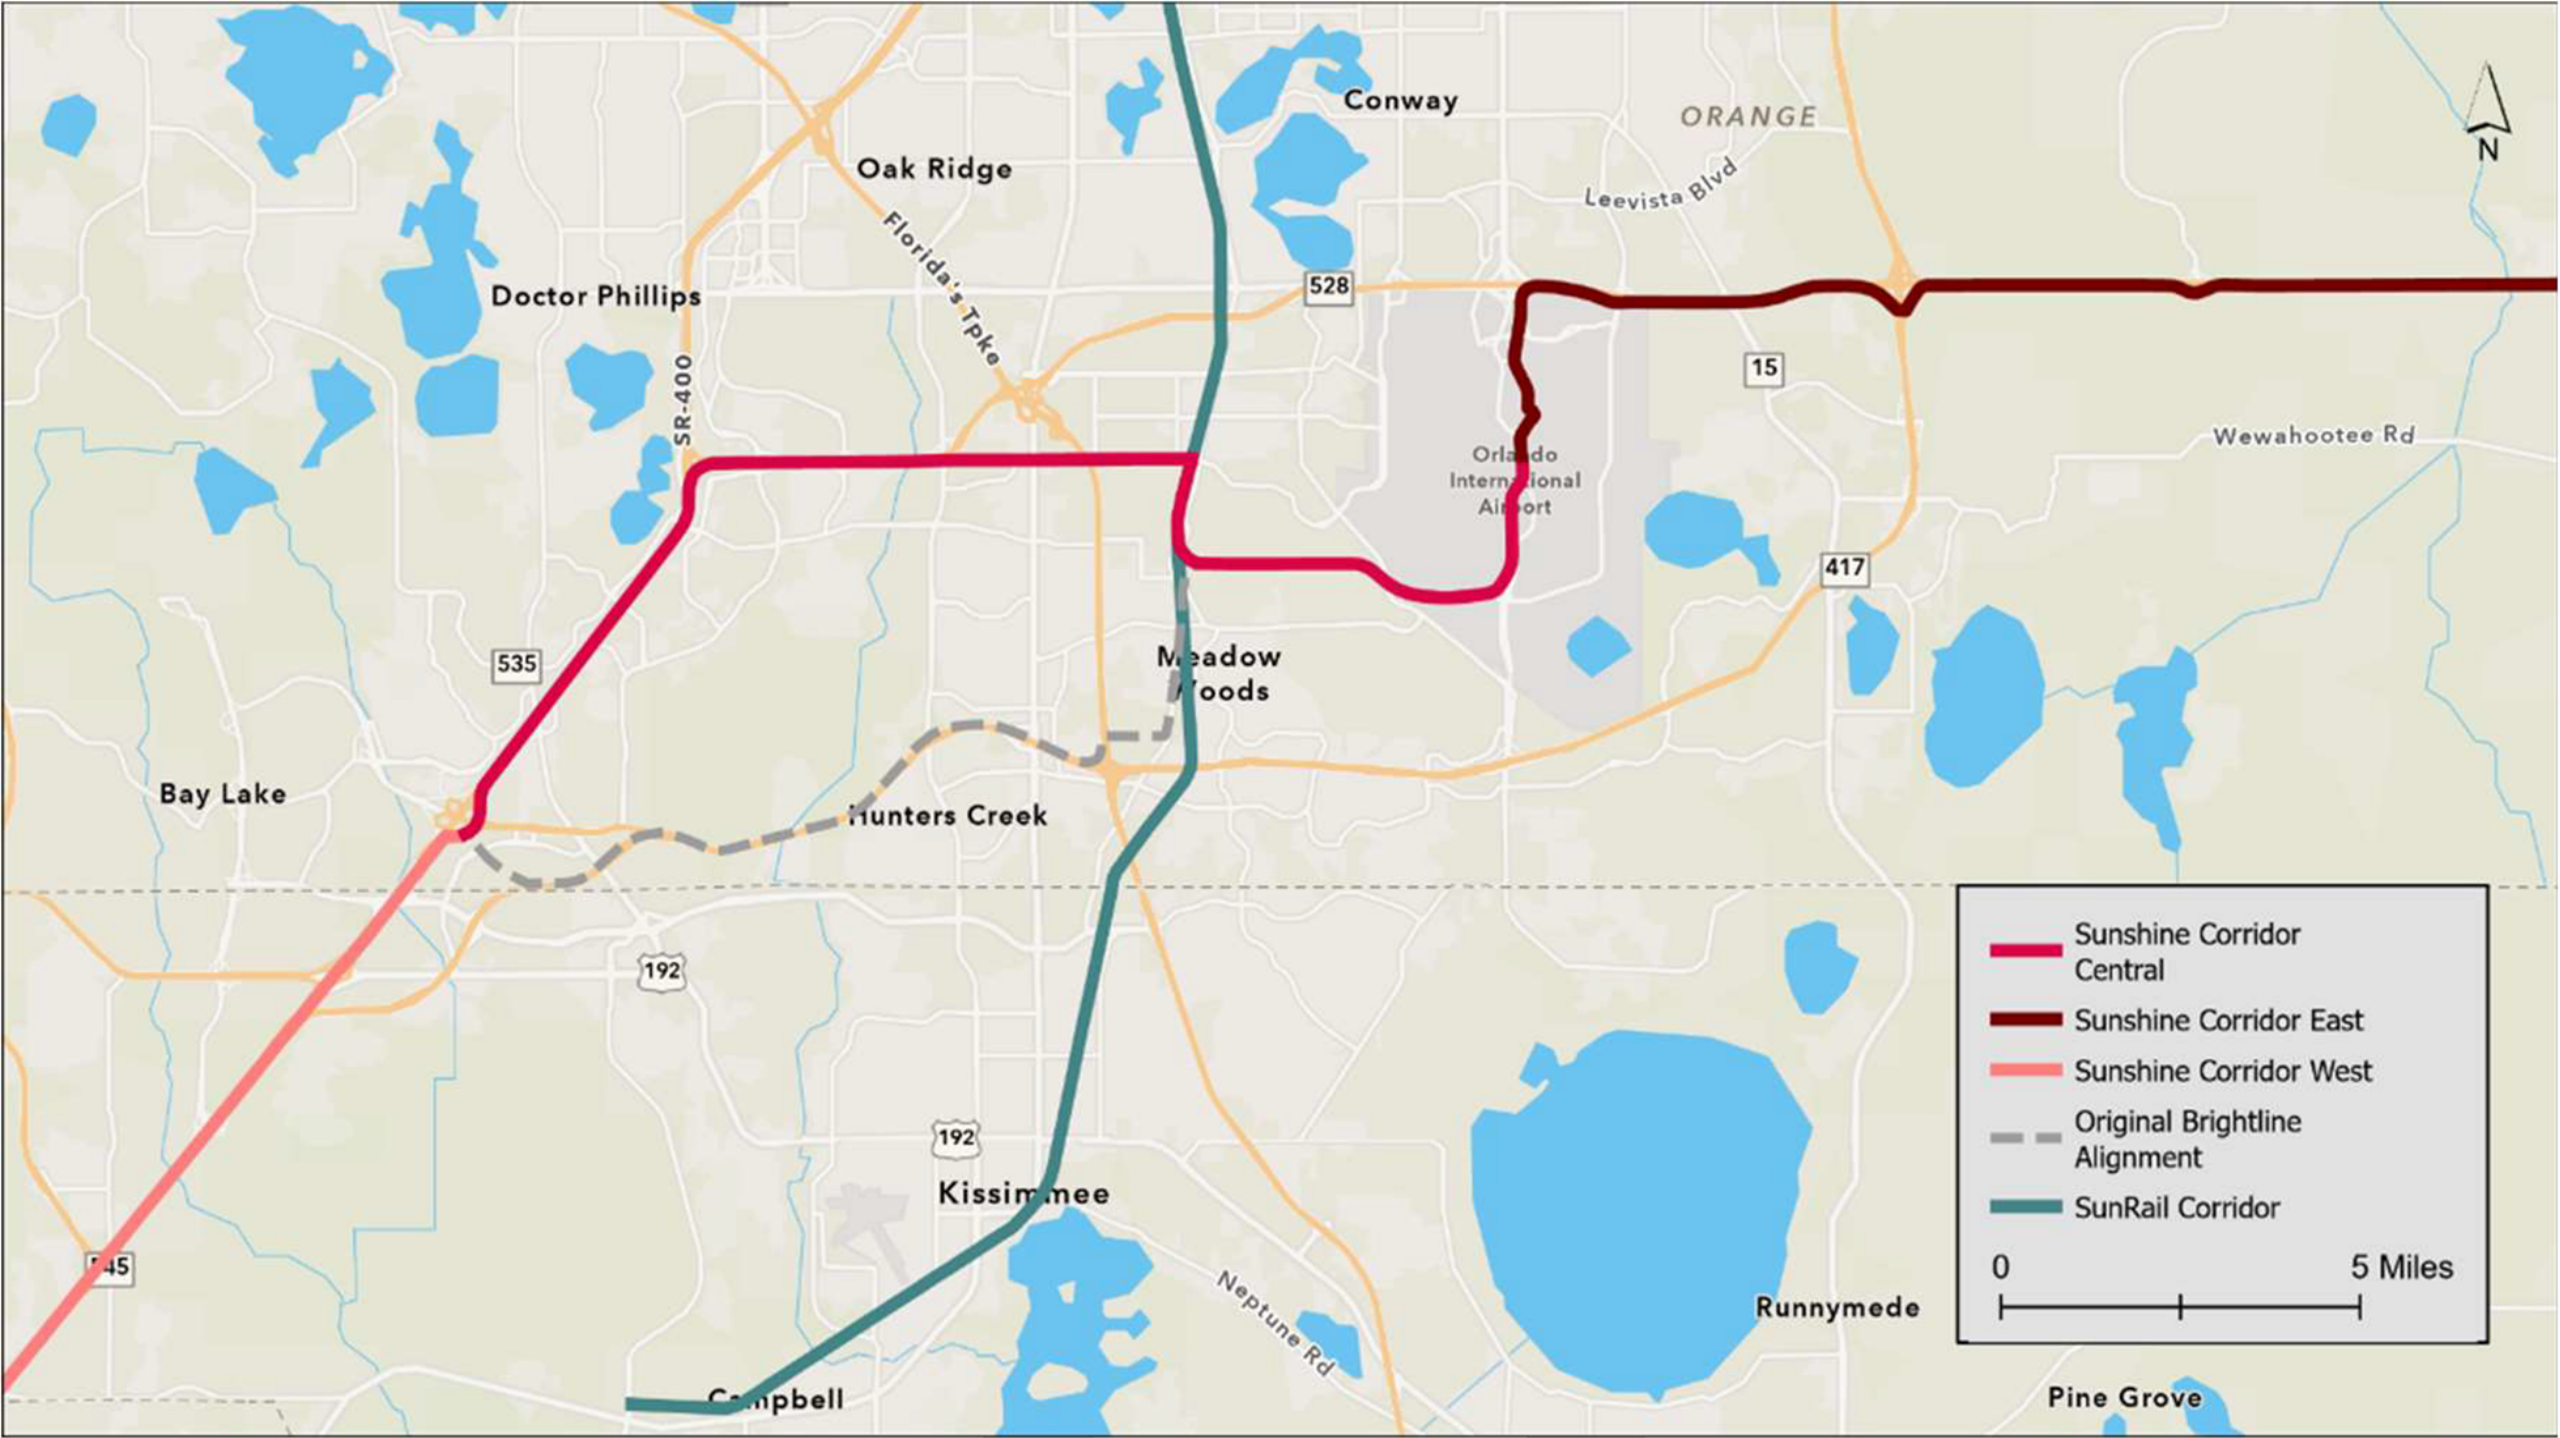 Conway
ORANGE
N
Oak Ridge
Leevista Blvd
Florida's Tpke
528
Doctor Phillips
SR-400
15
Wewahootee Rd
Orlando
International
Airport
417
535
Meadow
Woods
Bay Lake
Hunters Creek
192
Sunshine Corridor
Central
Sunshine Corridor East
Sunshine Corridor West
Original Brightline
Alignment
SunRail Corridor
0
5 Miles
192
Kissimmee
45
Neptune Rd
Runnymede
Campbell
Pine Grove